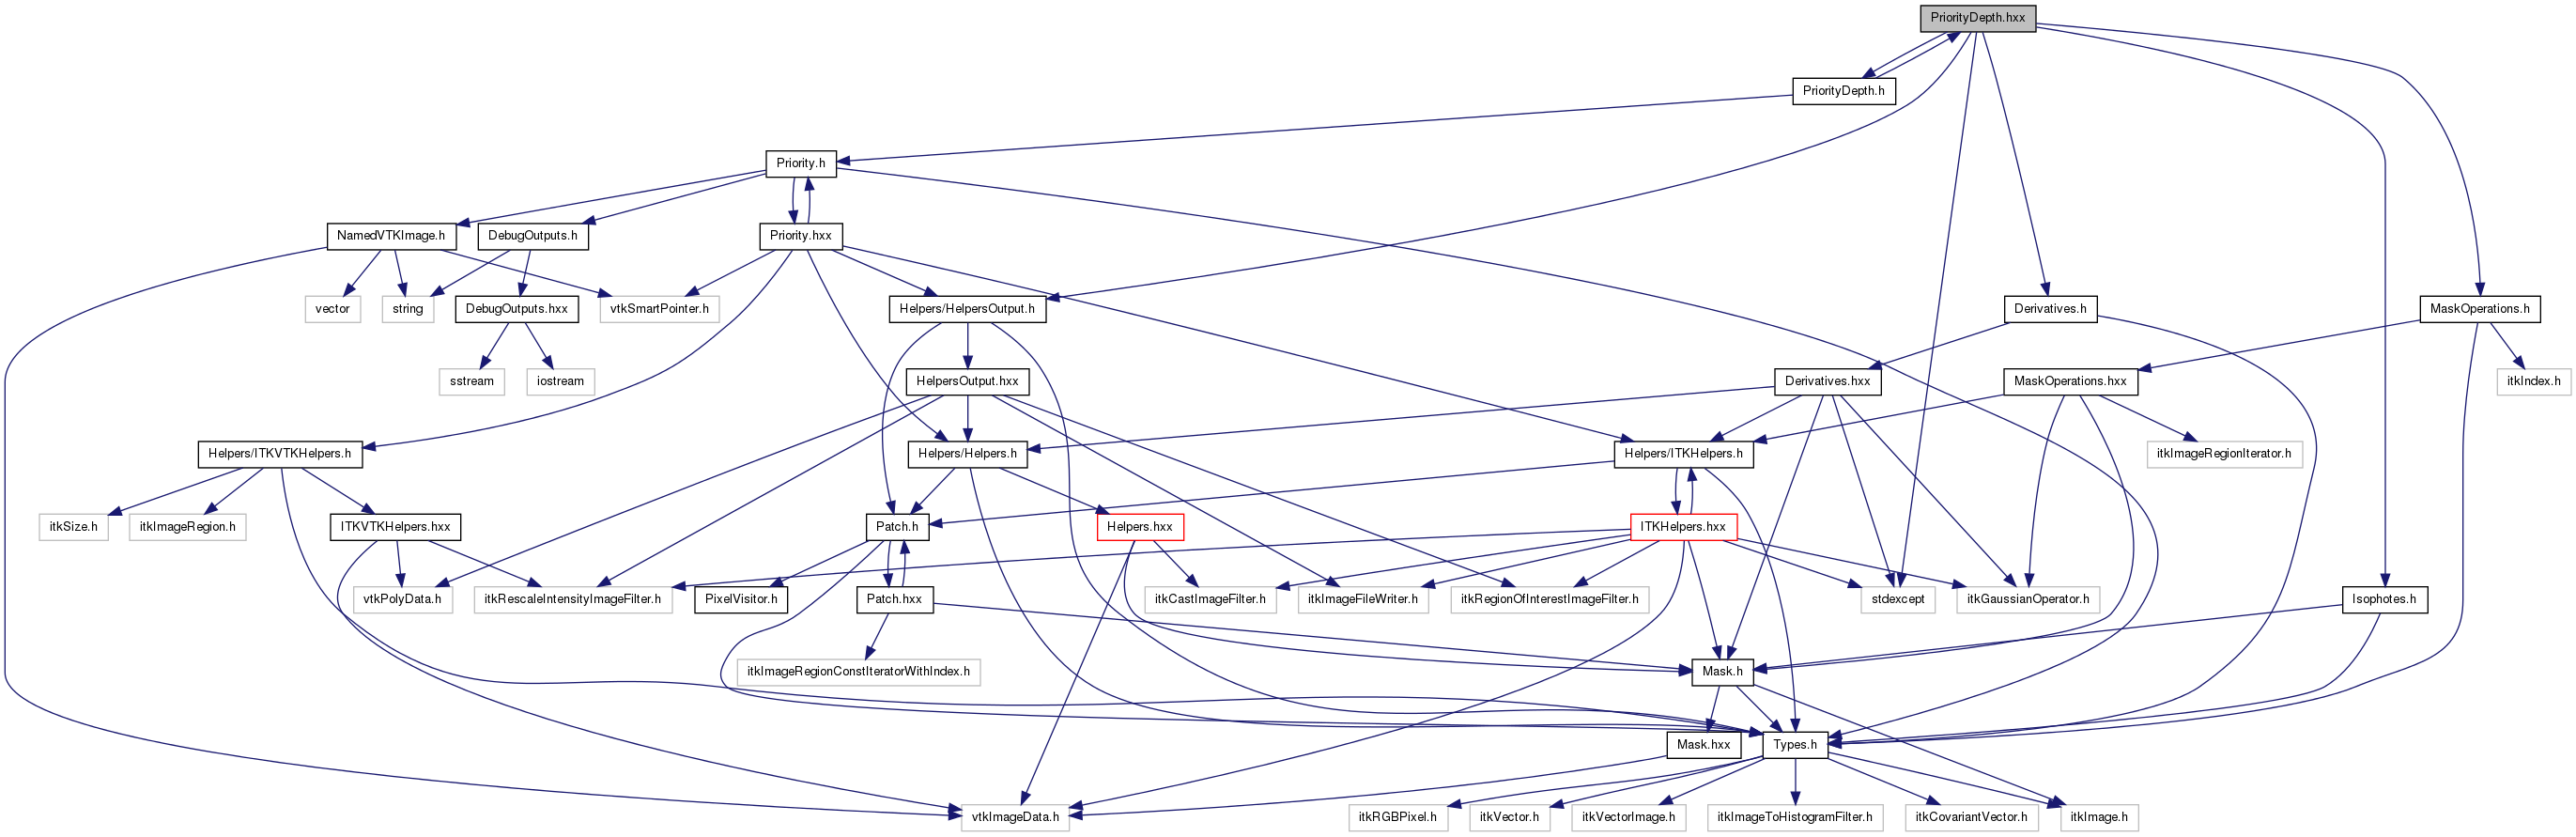 PriorityDepth.hxx
PriorityDepth.h
Priority.h
NamedVTKImage.h
DebugOutputs.h
Priority.hxx
vector
string
DebugOutputs.hxx
vtkSmartPointer.h
Helpers/HelpersOutput.h
Derivatives.h
MaskOperations.h
sstream
iostream
HelpersOutput.hxx
Derivatives.hxx
MaskOperations.hxx
itkIndex.h
Helpers/ITKVTKHelpers.h
Helpers/Helpers.h
Helpers/ITKHelpers.h
itkImageRegionIterator.h
itkSize.h
itkImageRegion.h
ITKVTKHelpers.hxx
Patch.h
Helpers.hxx
ITKHelpers.hxx
vtkPolyData.h
itkRescaleIntensityImageFilter.h
PixelVisitor.h
Patch.hxx
itkCastImageFilter.h
itkImageFileWriter.h
itkRegionOfInterestImageFilter.h
stdexcept
itkGaussianOperator.h
Isophotes.h
itkImageRegionConstIteratorWithIndex.h
Mask.h
Mask.hxx
Types.h
vtkImageData.h
itkRGBPixel.h
itkVector.h
itkVectorImage.h
itkImageToHistogramFilter.h
itkCovariantVector.h
itkImage.h